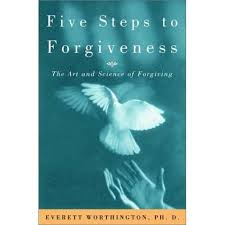 Five Steps to
Forgiveness
The Art and Science of Forgiving
EVERETT WORTHINGTON, PH. D.